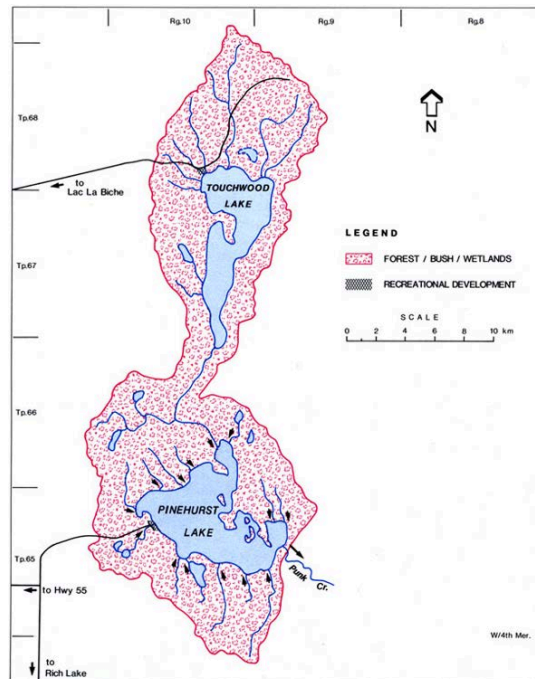 Rg.10
Rg.9
Rg.8
Tp.68
N
to
Lac La Biche
TOUCHWOOD
LAKE
LEGEND
FOREST / BUSH / WETLANDS
RECREATIONAL DEVELOPMENT
Tp.67
SCALE
0 2 4 6 8 10 km
Tp.66
PINEHURST
LAKE
Tp.65
Punk
Cr.
to Hwy 55
W/4th Mer.
to
Rich Lake